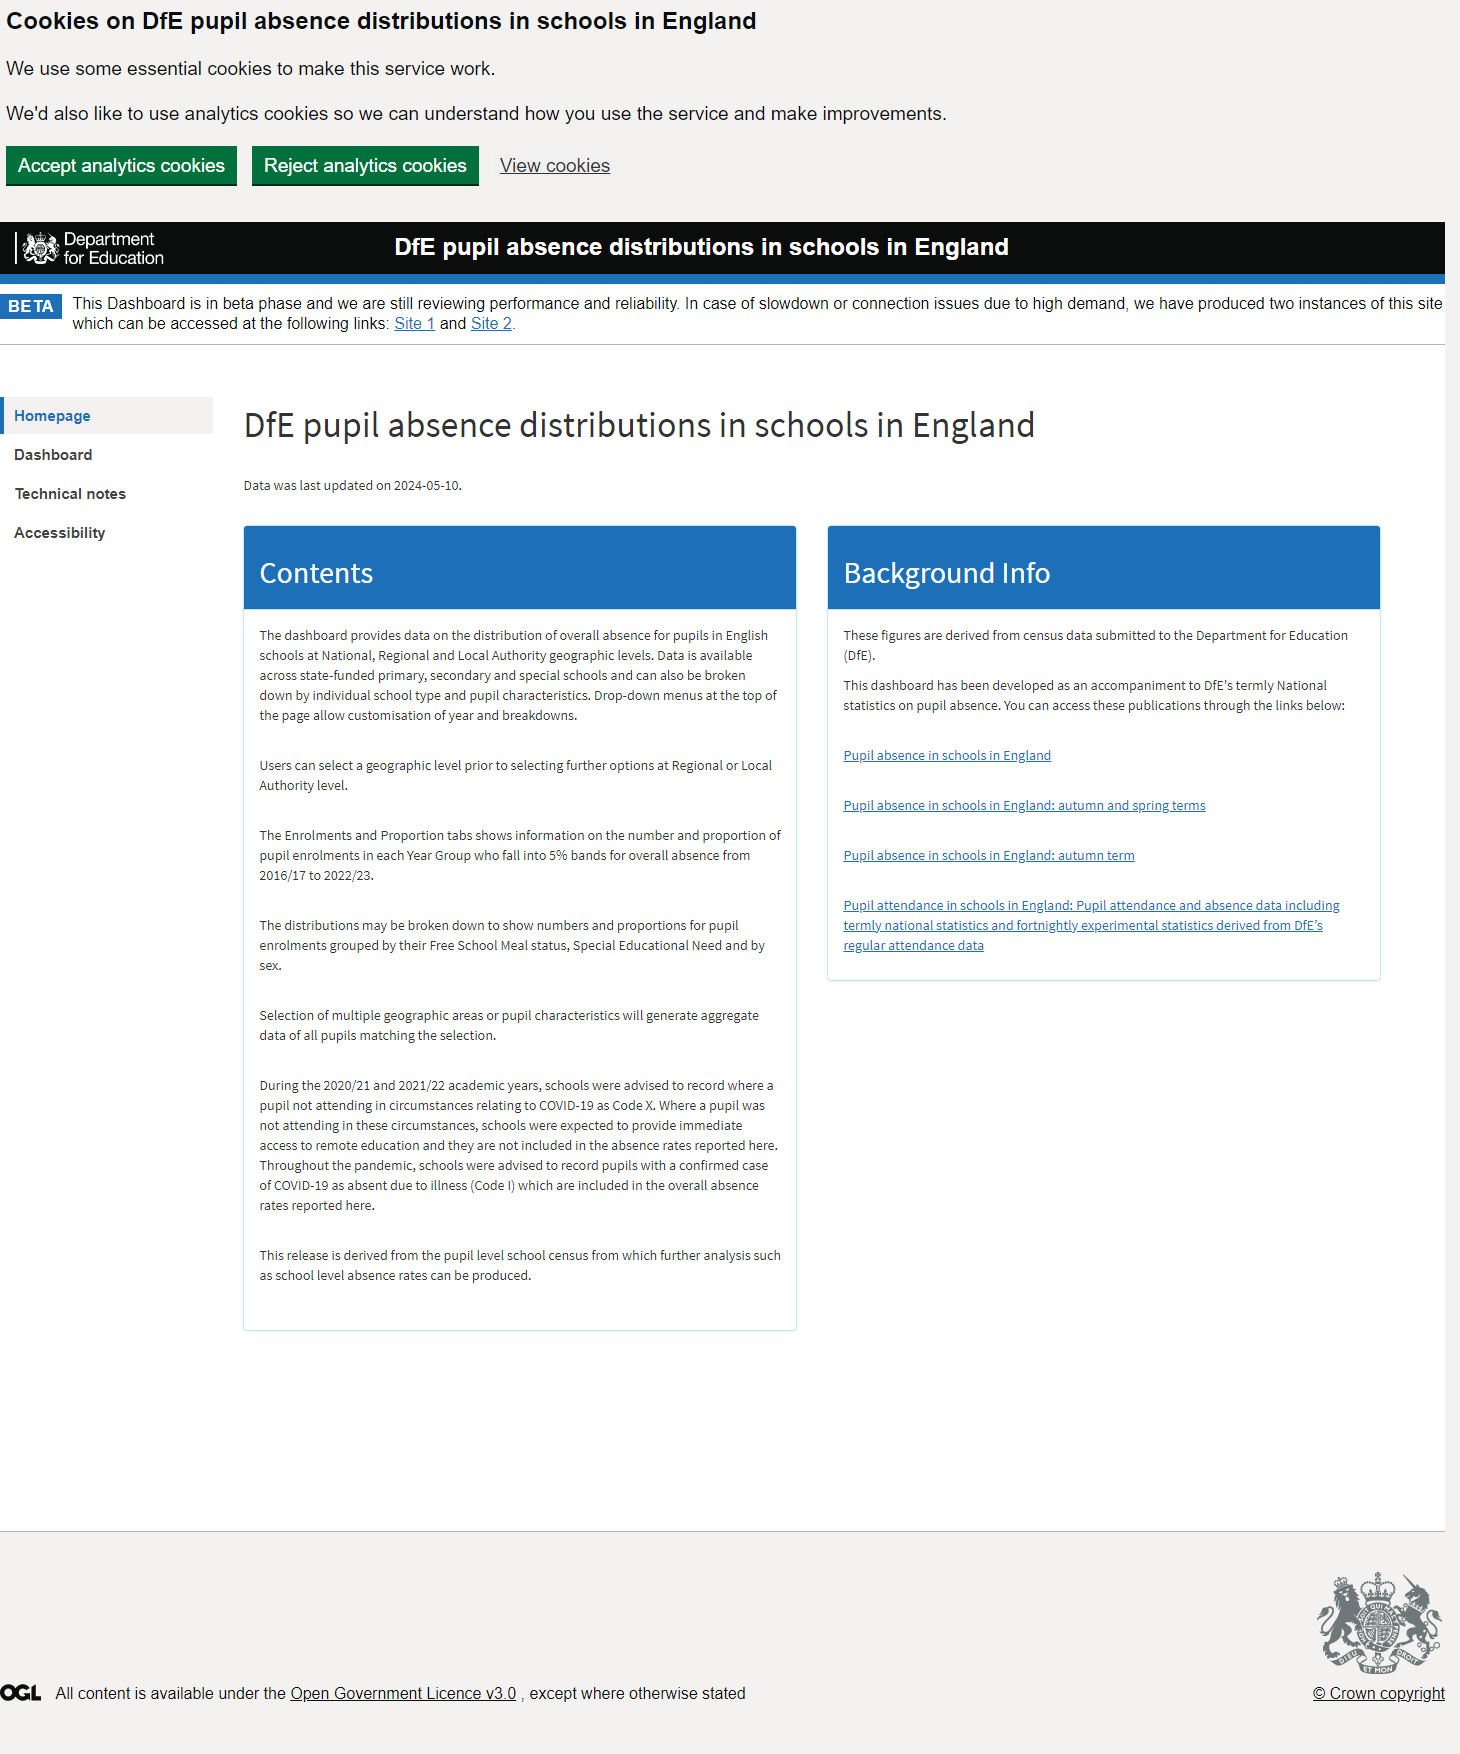 Cookies on DfE pupil absence distributions in schools in England
We use some essential cookies to make this service work.
We'd also like to use analytics cookies so we can understand how you use the service and make improvements.
Accept analytics cookies
Reject analytics cookies
View cookies
Department
for Education
DfE pupil absence distributions in schools in England
BETA
This Dashboard is in beta phase and we are still reviewing performance and reliability. In case of slowdown or connection issues due to high demand, we have produced two instances of this site
which can be accessed at the following links: Site 1 and Site 2.
Homepage
Dashboard
Technical notes
Accessibility
DfE pupil absence distributions in schools in England
Data was last updated on 2024-05-10.
Contents
The dashboard provides data on the distribution of overall absence for pupils in English
schools at National, Regional and Local Authority geographic levels. Data is available
across state-funded primary, secondary and special schools and can also be broken
down by individual school type and pupil characteristics. Drop-down menus at the top of
the page allow customisation of year and breakdowns.
Users can select a geographic level prior to selecting further options at Regional or Local
Authority level.
The Enrolments and Proportion tabs shows information on the number and proportion of
pupil enrolments in each Year Group who fall into 5% bands for overall absence from
2016/17 to 2022/23.
The distributions may be broken down to show numbers and proportions for pupil
enrolments grouped by their Free School Meal status, Special Educational Need and by
sex.
Selection of multiple geographic areas or pupil characteristics will generate aggregate
data of all pupils matching the selection.
During the 2020/21 and 2021/22 academic years, schools were advised to record where a
pupil not attending in circumstances relating to COVID-19 as Code X. Where a pupil was
not attending in these circumstances, schools were expected to provide immediate
access to remote education and they are not included in the absence rates reported here.
Throughout the pandemic, schools were advised to record pupils with a confirmed case
of COVID-19 as absent due to illness (Code I) which are included in the overall absence
rates reported here.
This release is derived from the pupil level school census from which further analysis such
as school level absence rates can be produced.
Background Info
These figures are derived from census data submitted to the Department for Education
(DfE).
This dashboard has been developed as an accompaniment to DfE's termly National
statistics on pupil absence. You can access these publications through the links below:
Pupil absence in schools in England
Pupil absence in schools in England: autumn and spring terms
Pupil absence in schools in England: autumn term
Pupil attendance in schools in England: Pupil attendance and absence data including
termly national statistics and fortnightly experimental statistics derived from DfE’s
regular attendance data
OGL
All content is available under the Open Government Licence v3.0 , except where otherwise stated
DIEU ET MON DROIT
© Crown copyright